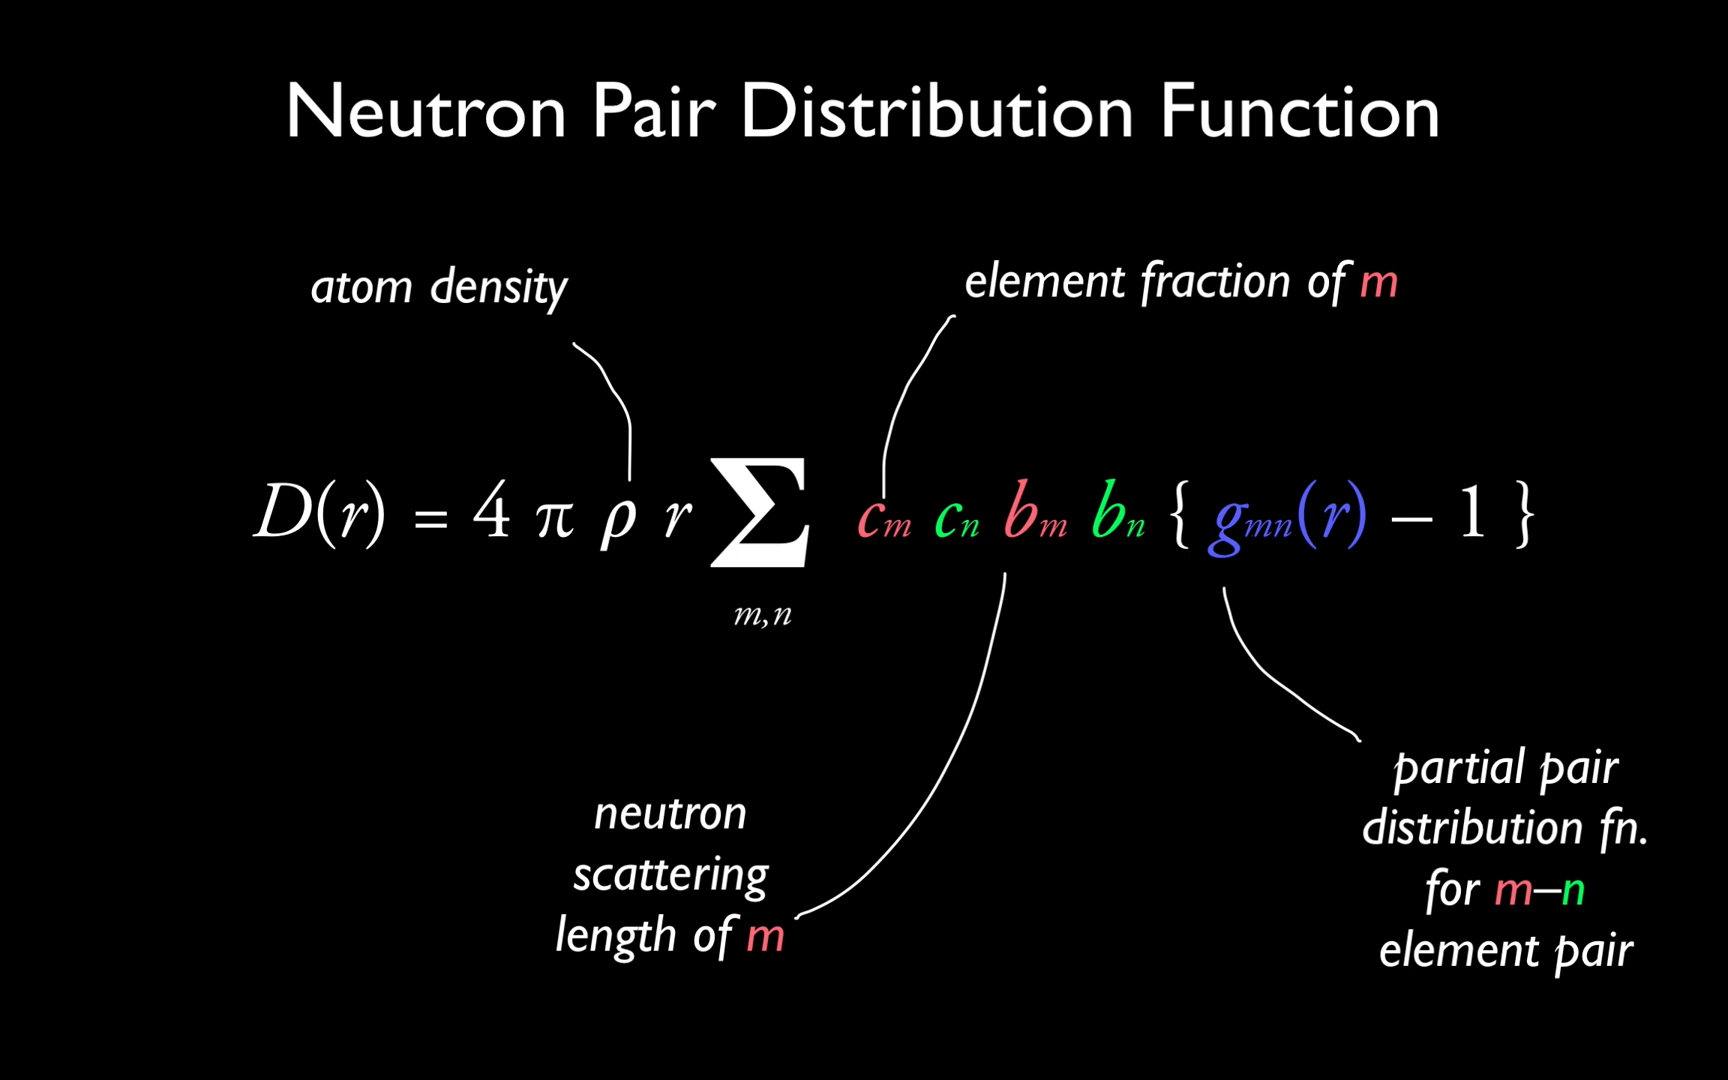 Neutron Pair Distribution Function
atom density
element fraction of m
D(r) = 4 π ρ r Σ cm cn bm bn { gmn(r) − 1 }
m,n
neutron
scattering
length of m
partial pair
distribution fn.
for m–n
element pair